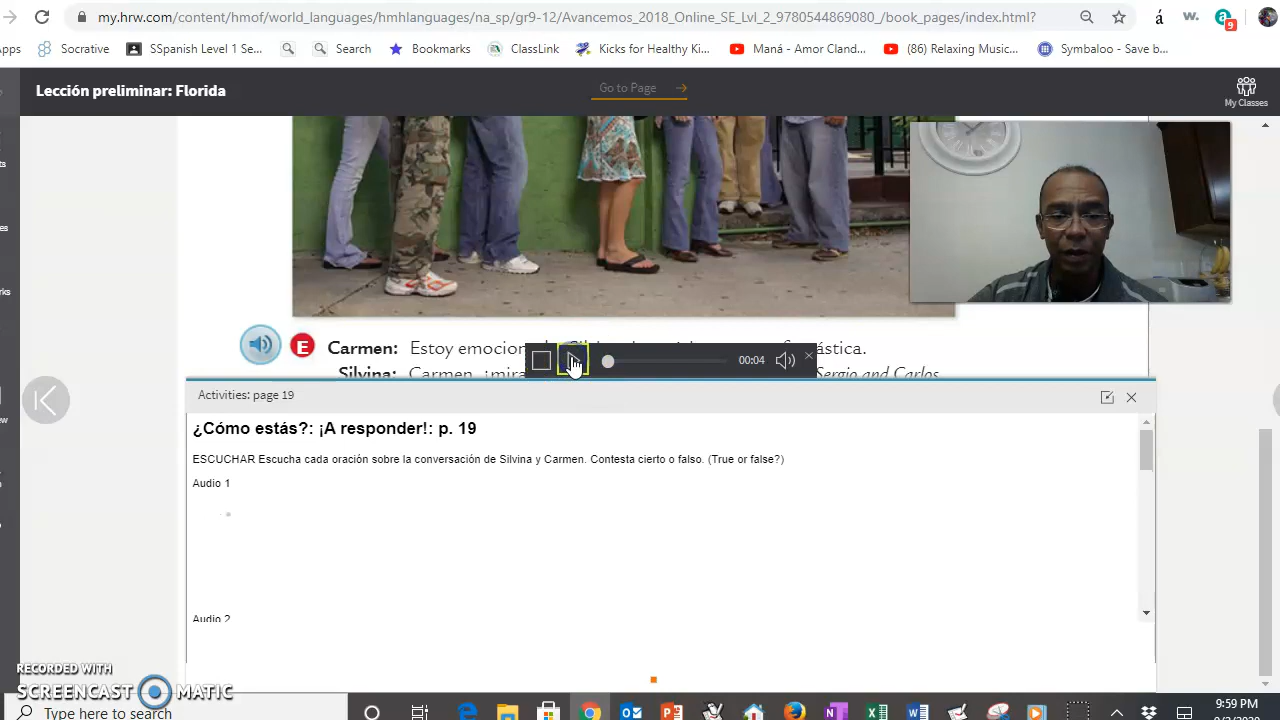 my.hrw.com/content/hmof/world_languages/hmhlanguages/na_sp/gr9-12/Avancemos_2018_Online_SE_Lvl_2_9780544869080_/book_pages/index.html?
á
w.
9
Apps
Socrative
SSpanish Level 1 Se...
Search
Bookmarks
ClassLink
Kicks for Healthy Ki...
Maná - Amor Cland...
(86) Relaxing Music...
Symbaloo - Save b...
Lección preliminar: Florida
Go to Page
My Classes
E Carmen: Estoy emocion
ástica.
00:04
Silvina: Carmen, ¡mira
Sergio and Carlos
Activities: page 19
¿Cómo estás?: ¡A responder!: p. 19
ESCUCHAR Escucha cada oración sobre la conversación de Silvina y Carmen. Contesta cierto o falso. (True or false?)
Audio 1
Audio 2
RECORDED WITH
SCREENCAST MATIC
Type here to search
9:59 PM